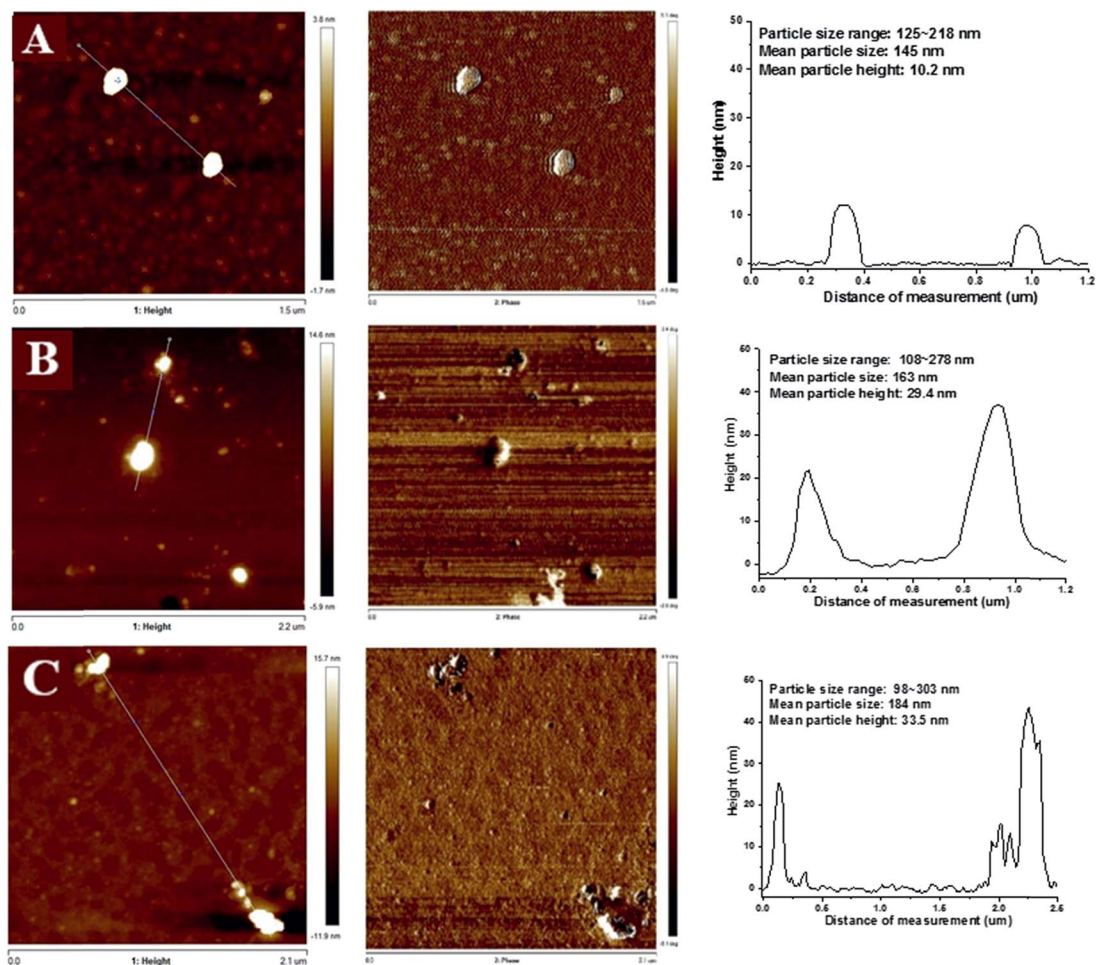 A
3.8 nm
-1.7 nm
0.0
1: Height
1.5 um
0.0
2: Phase
Particle size range: 125~218 nm
Mean particle size: 145 nm
Mean particle height: 10.2 nm
50
40
30
20
10
0
Height (nm)
0.0 0.2 0.4 0.6 0.8 1.0 1.2
Distance of measurement (um)
B
14.6 nm
-5.9 nm
0.0
1: Height
2.2 um
0.0
2: Phase
2.2 um
Particle size range: 108~278 nm
Mean particle size: 163 nm
Mean particle height: 29.4 nm
40
30
20
10
0
Height (nm)
0.0 0.2 0.4 0.6 0.8 1.0 1.2
Distance of measurement (um)
C
15.7 nm
-11.9 nm
0.0
1: Height
2.1 um
2: Phase
2.1 um
Particle size range: 98~303 nm
Mean particle size: 184 nm
Mean particle height: 33.5 nm
40
30
20
10
0
Height (nm)
0.0
1.0
2.0
Distance of measurement (um)